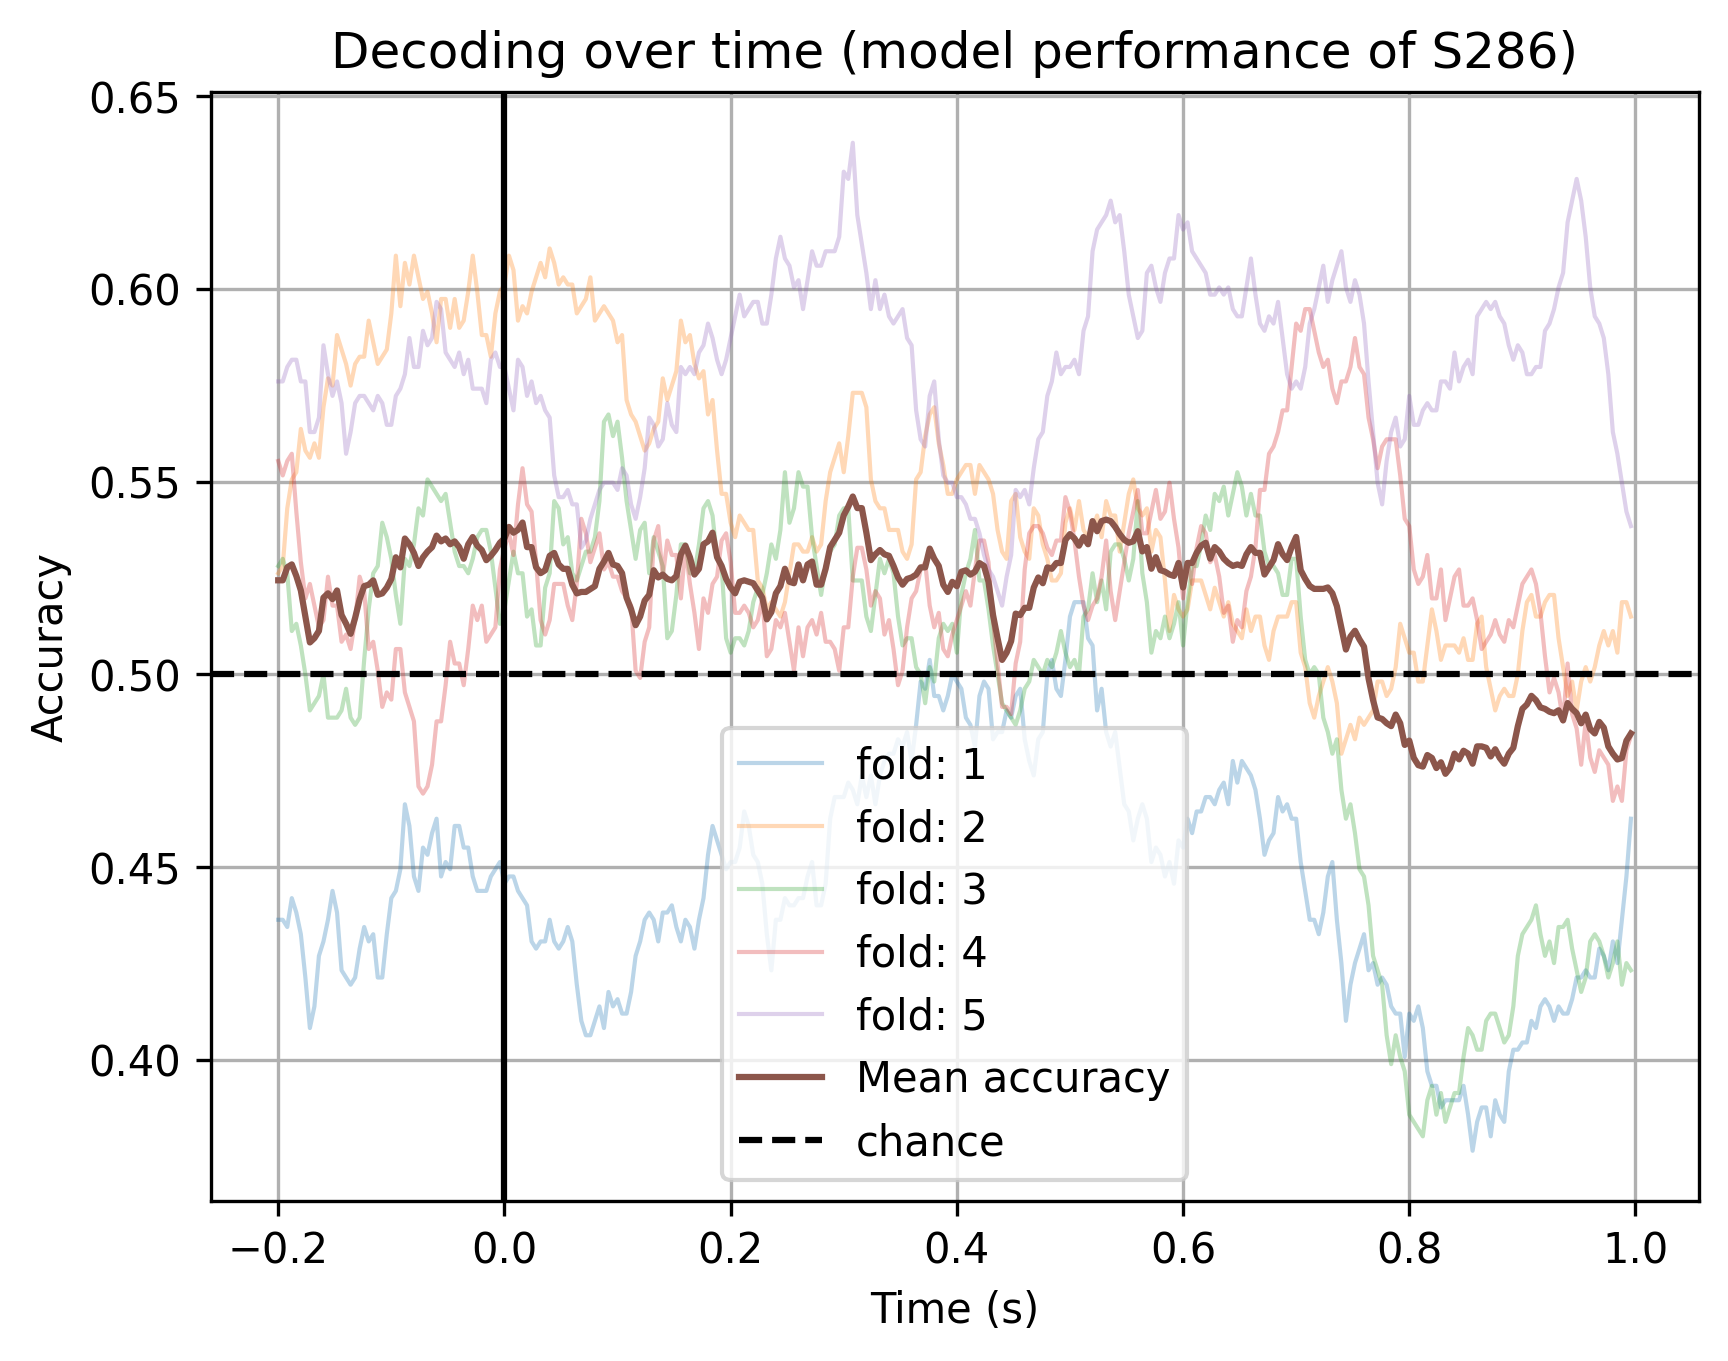 Decoding over time (model performance of S286)
0.65
0.60
0.55
0.50
0.45
0.40
Accuracy
fold: 1
fold: 2
fold: 3
fold: 4
fold: 5
Mean accuracy
chance
−0.2 0.0 0.2 0.4 0.6 0.8 1.0
Time (s)